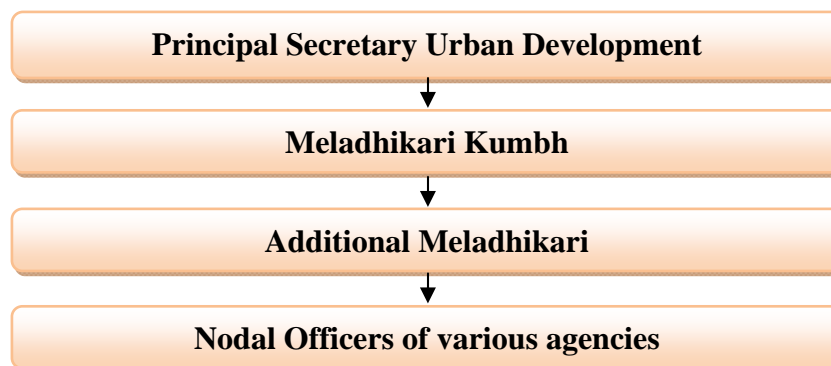 Principal Secretary Urban Development
Meladhikari Kumbh
Additional Meladhikari
Nodal Officers of various agencies